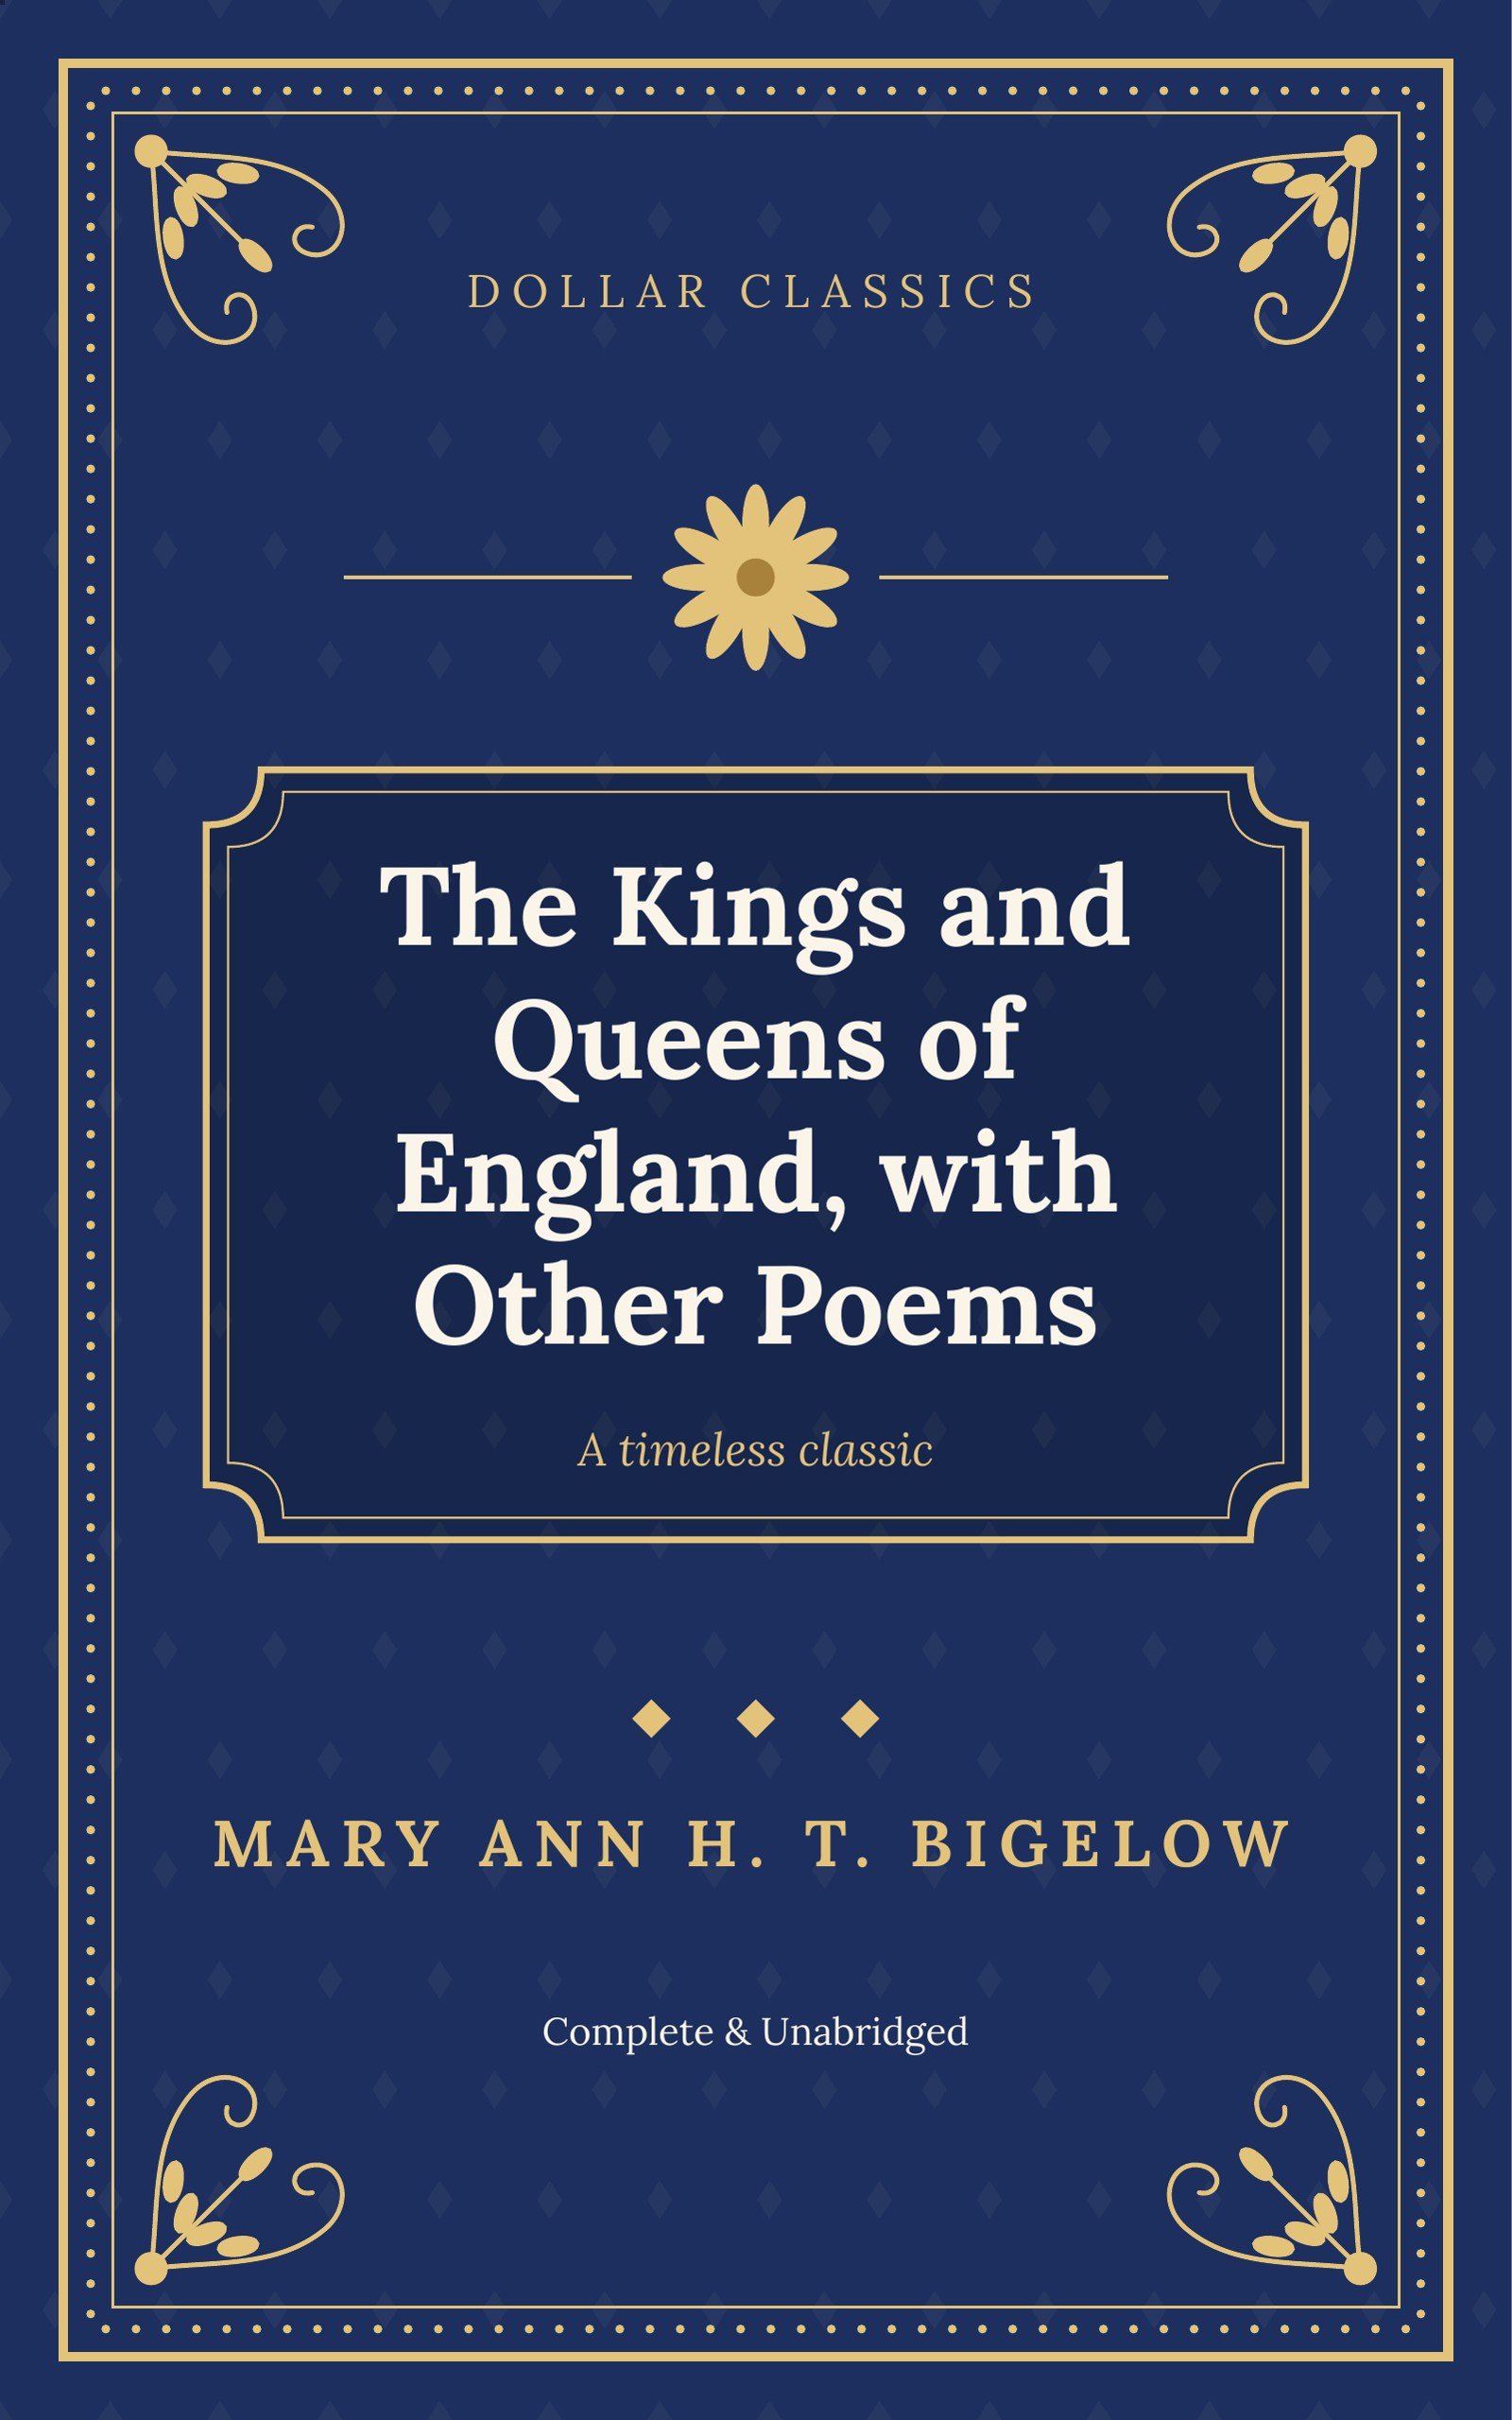 DOLLAR CLASSICS
The Kings and
Queens of
England, with
Other Poems
A timeless classic
MARY ANN H. T. BIGELOW
Complete & Unabridged